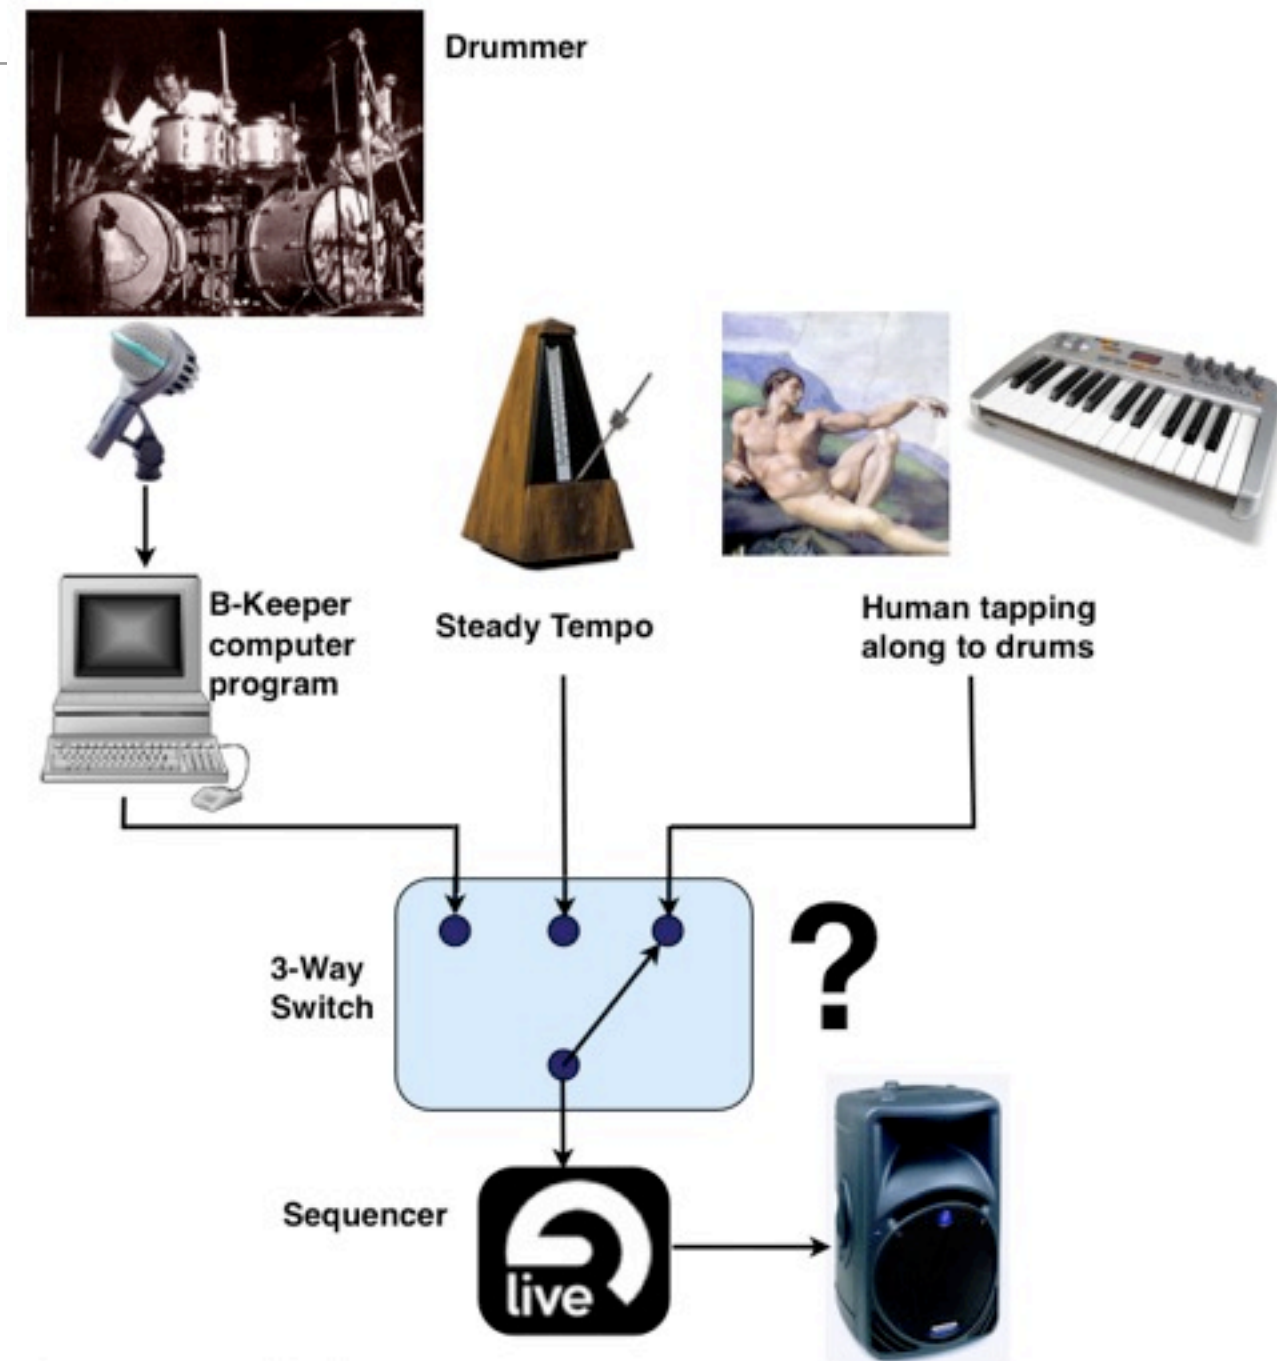 Drummer
B-Keeper
computer
program
Steady Tempo
Human tapping
along to drums
3-Way
Switch
?
Sequencer
live